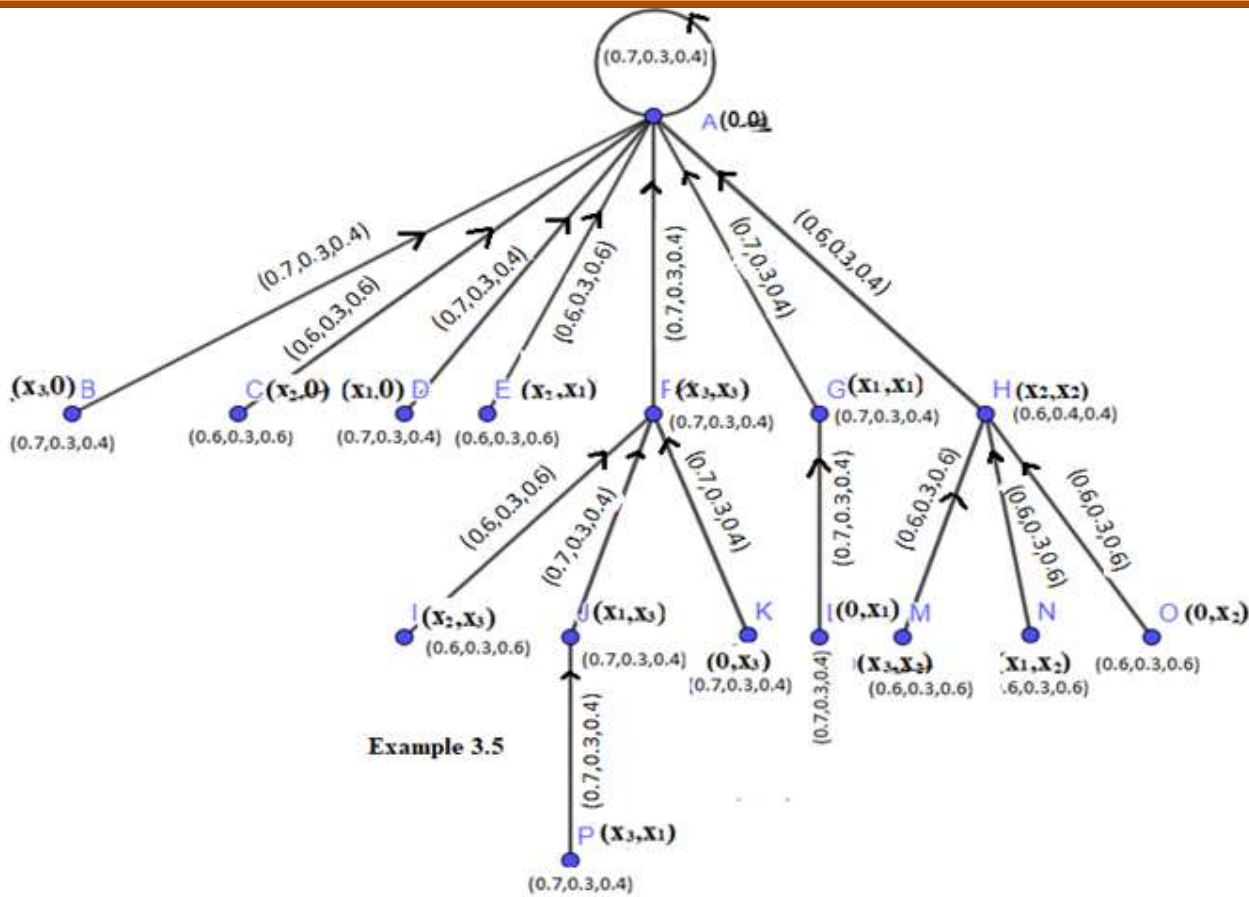 (0.7,0.3,0.4)
A (0,0)
(0.7,0.3,0.4)
(0.6,0.3,0.6)
(0.7,0.3,0.4)
(0.6,0.3,0.6)
(0.7,0.3,0.4)
(0.7,0.3,0.4)
(0.6,0.3,0.4)
(x₃,0) B
C (x₂,0)
(x₁,0) D
E (x₂,x₁)
F (x₃,x₃)
G (x₁,x₁)
H (x₂,x₂)
(0.7,0.3,0.4)
(0.6,0.3,0.6)
(0.7,0.3,0.4)
(0.6,0.3,0.6)
(0.7,0.3,0.4)
(0.7,0.3,0.4)
(0.6,0.4,0.4)
(0.6,0.3,0.6)
(0.7,0.3,0.4)
(0.7,0.3,0.4)
(0.7,0.3,0.4)
(0.6,0.3,0.6)
(0.6,0.3,0.6)
(0.6,0.3,0.6)
I (x₂,x₃)
J (x₁,x₃)
K
(0,x₃)
(0,x₁)
M
(x₃,x₂)
N
(x₁,x₂)
O (0,x₂)
(0.6,0.3,0.6)
(0.7,0.3,0.4)
(0.7,0.3,0.4)
(0.7,0.3,0.4)
(0.6,0.3,0.6)
.6,0.3,0.6)
(0.6,0.3,0.6)
(0.7,0.3,0.4)
Example 3.5
P (x₃,x₁)
(0.7,0.3,0.4)